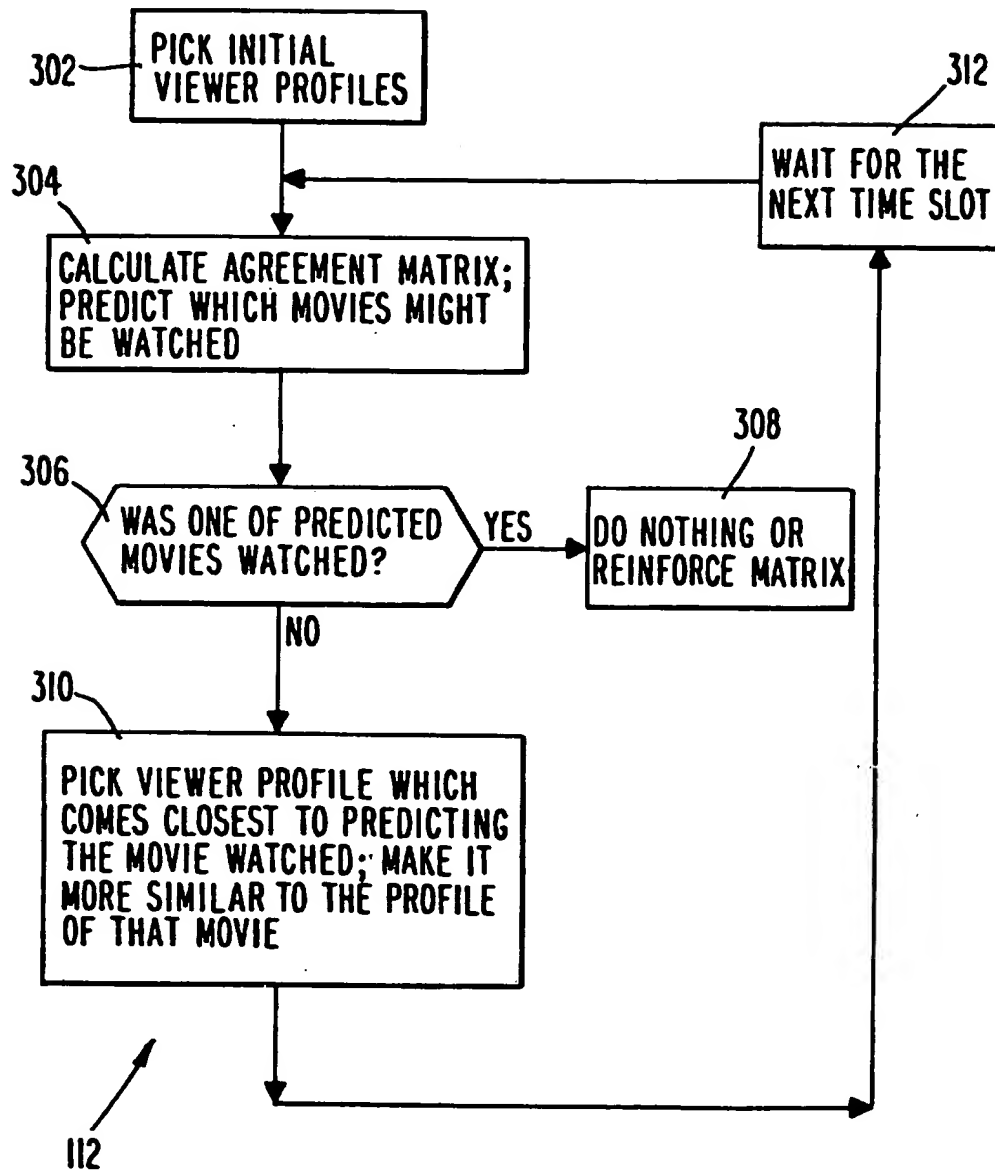 302
PICK INITIAL
VIEWER PROFILES
312
WAIT FOR THE
NEXT TIME SLOT
304
CALCULATE AGREEMENT MATRIX;
PREDICT WHICH MOVIES MIGHT
BE WATCHED
306
WAS ONE OF PREDICTED
MOVIES WATCHED?
YES
308
DO NOTHING OR
REINFORCE MATRIX
NO
310
PICK VIEWER PROFILE WHICH
COMES CLOSEST TO PREDICTING
THE MOVIE WATCHED; MAKE IT
MORE SIMILAR TO THE PROFILE
OF THAT MOVIE
112